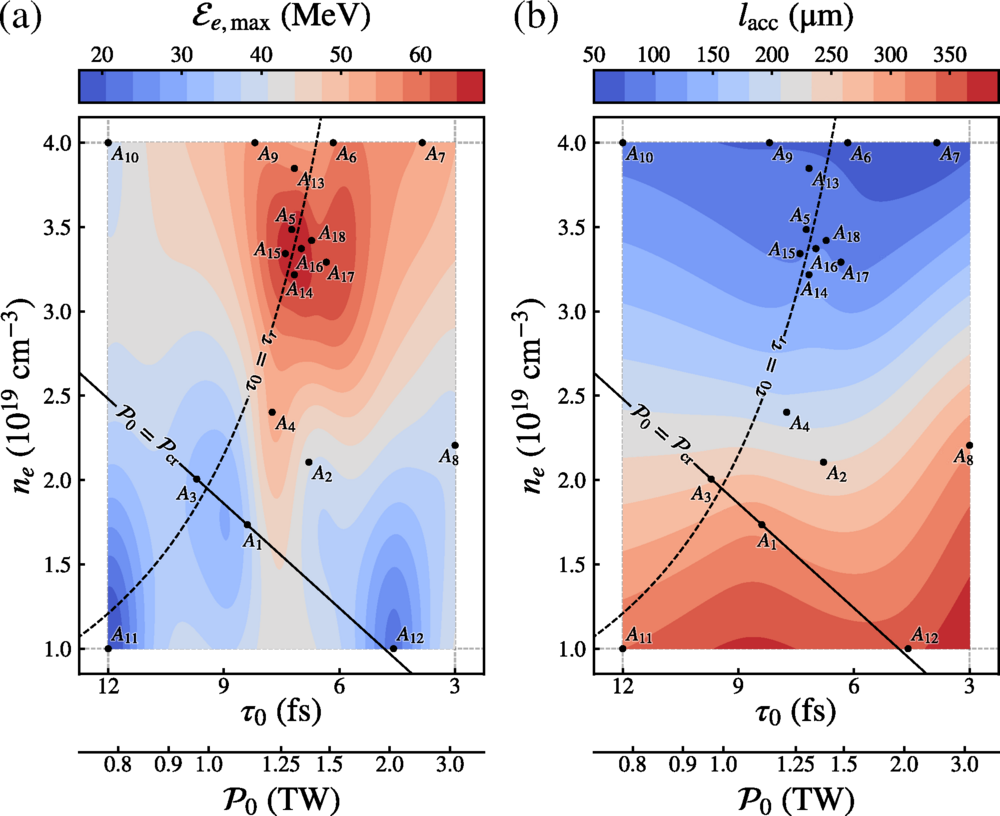 (a)
ℰe, max (MeV)
20 30 40 50 60
4.0
3.5
3.0
2.5
2.0
1.5
1.0
nₑ (10¹⁹ cm⁻³)
A10
A9
A6
A7
A13
A5
A18
A15
A16
A17
A14
τ0 = τr
P0 = Pcr
A4
A8
A2
A3
A1
A11
A12
12 9 6 3
τ0 (fs)
0.8 0.9 1.0 1.25 2.0 3.0
P0 (TW)
(b)
lacc (μm)
50 100 150 200 250 300 350
4.0
3.5
3.0
2.5
2.0
1.5
1.0
nₑ (10¹⁹ cm⁻³)
A10
A9
A6
A7
A13
A5
A18
A15
A16
A17
A14
τ0 = τr
P0 = Pcr
A4
A8
A2
A3
A1
A11
A12
12 9 6 3
τ0 (fs)
0.8 0.9 1.0 1.25 2.0 3.0
P0 (TW)